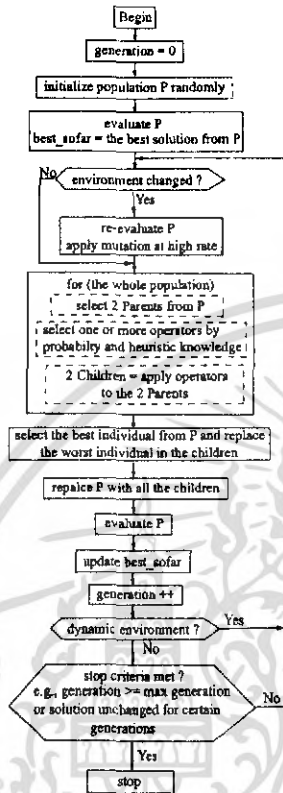 Begin
generation = 0
initialize population P randomly
evaluate P
best_sofar = the best solution from P
No
environment changed ?
Yes
re-evaluate P
apply mutation at high rate
for (the whole population)
select 2 Parents from P
select one or more operators by
probabilty and heuristic knowledge
2 Children = apply operators
to the 2 Parents
select the best individual from P and replace
the worst individual in the children
repalce P with all the children
evaluate P
update best_sofar
generation ++
dynamic environment ?
Yes
No
stop criteria met ?
e.g., generation >= max generation
or solution unchanged for certain
generations
No
Yes
stop